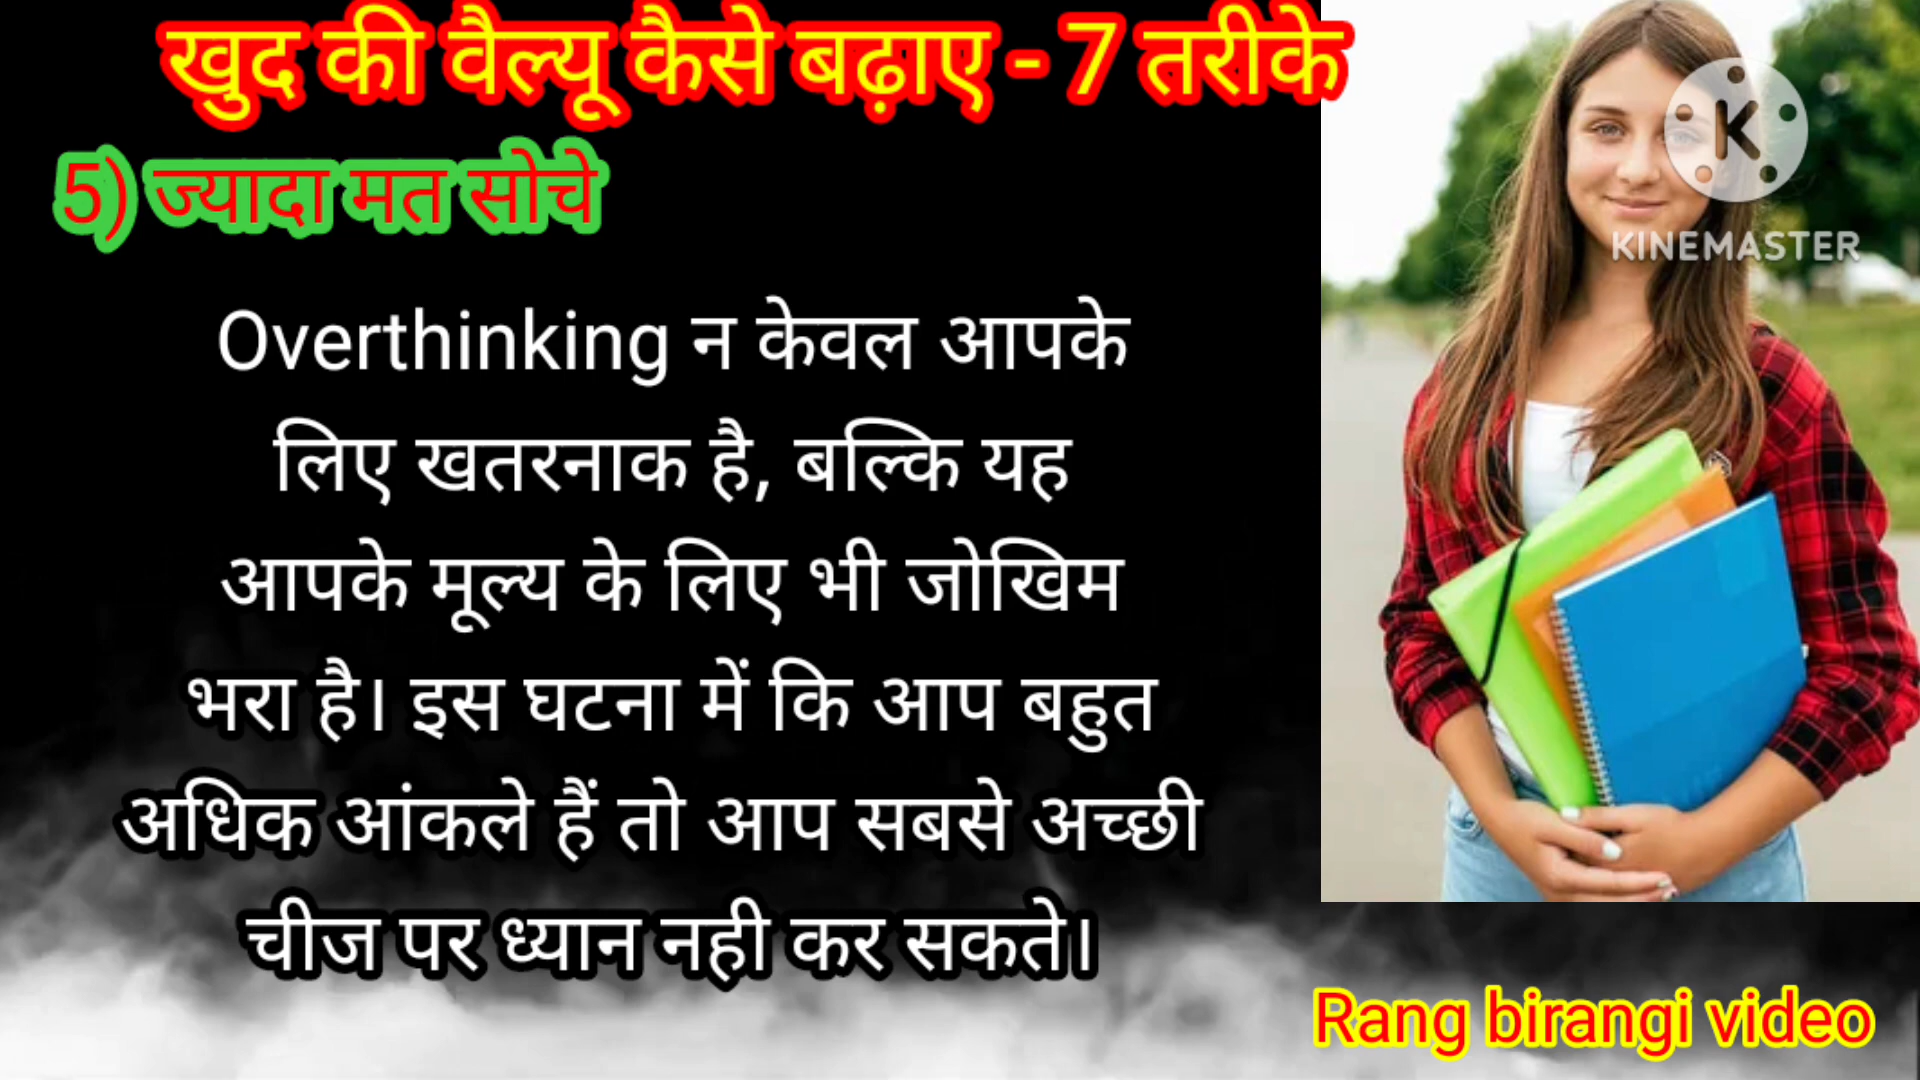 खुद की वैल्यू कैसे बढ़ाए - 7 तरीके
5) ज्यादा मत सोचे
Overthinking न केवल आपके
लिए खतरनाक है, बल्कि यह
आपके मूल्य के लिए भी जोखिम
भरा है। इस घटना में कि आप बहुत
अधिक आंकले हैं तो आप सबसे अच्छी
चीज पर ध्यान नही कर सकते।
K
KINEMASTER
Rang birangi video